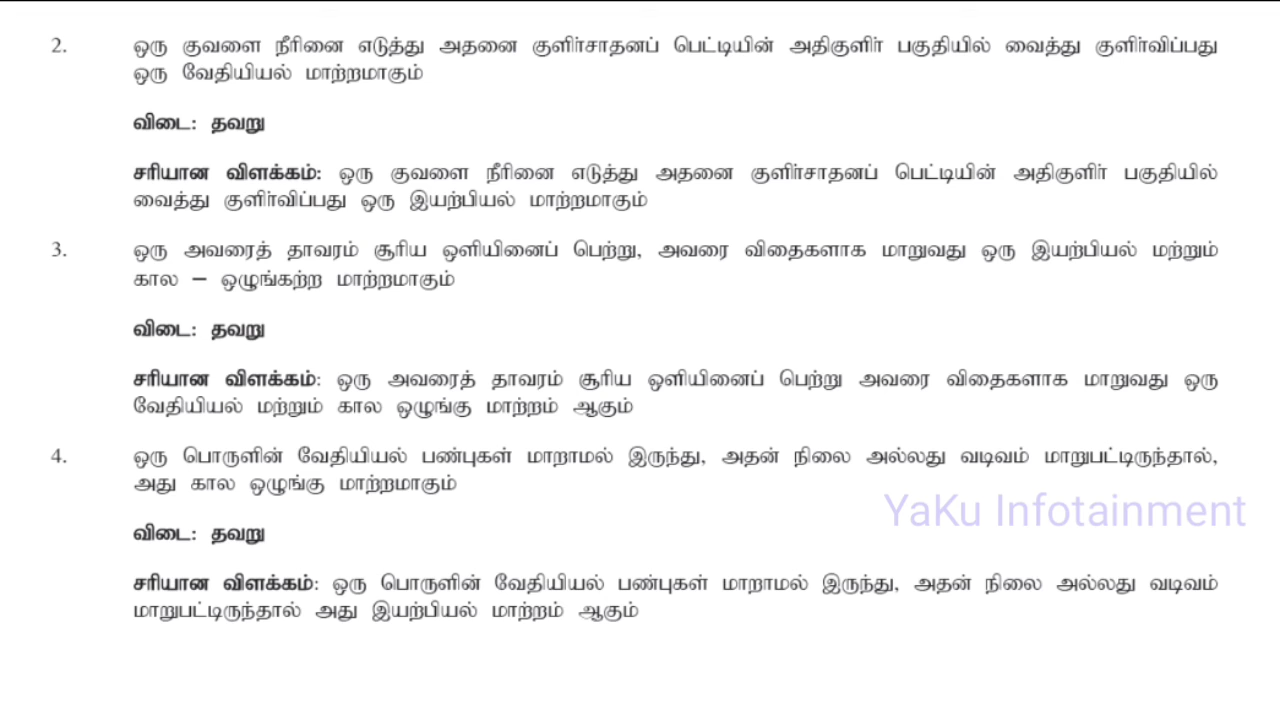 2. ஒரு குவளை நீரினை எடுத்து அதனை குளிர்சாதனப் பெட்டியின் அதிகுளிர் பகுதியில் வைத்து குளிர்விப்பது
ஒரு வேதியியல் மாற்றமாகும்
விடை: தவறு
சரியான விளக்கம்: ஒரு குவளை நீரினை எடுத்து அதனை குளிர்சாதனப் பெட்டியின் அதிகுளிர் பகுதியில்
வைத்து குளிர்விப்பது ஒரு இயற்பியல் மாற்றமாகும்
3. ஒரு அவரைத் தாவரம் சூரிய ஒளியினைப் பெற்று, அவரை விதைகளாக மாறுவது ஒரு இயற்பியல் மற்றும்
கால – ஒழுங்கற்ற மாற்றமாகும்
விடை: தவறு
சரியான விளக்கம்: ஒரு அவரைத் தாவரம் சூரிய ஒளியினைப் பெற்று அவரை விதைகளாக மாறுவது ஒரு
வேதியியல் மற்றும் கால ஒழுங்கு மாற்றம் ஆகும்
4. ஒரு பொருளின் வேதியியல் பண்புகள் மாறாமல் இருந்து, அதன் நிலை அல்லது வடிவம் மாறுபட்டிருந்தால்,
அது கால ஒழுங்கு மாற்றமாகும்
YaKu Infotainment
விடை: தவறு
சரியான விளக்கம்: ஒரு பொருளின் வேதியியல் பண்புகள் மாறாமல் இருந்து, அதன் நிலை அல்லது வடிவம்
மாறுபட்டிருந்தால் அது இயற்பியல் மாற்றம் ஆகும்